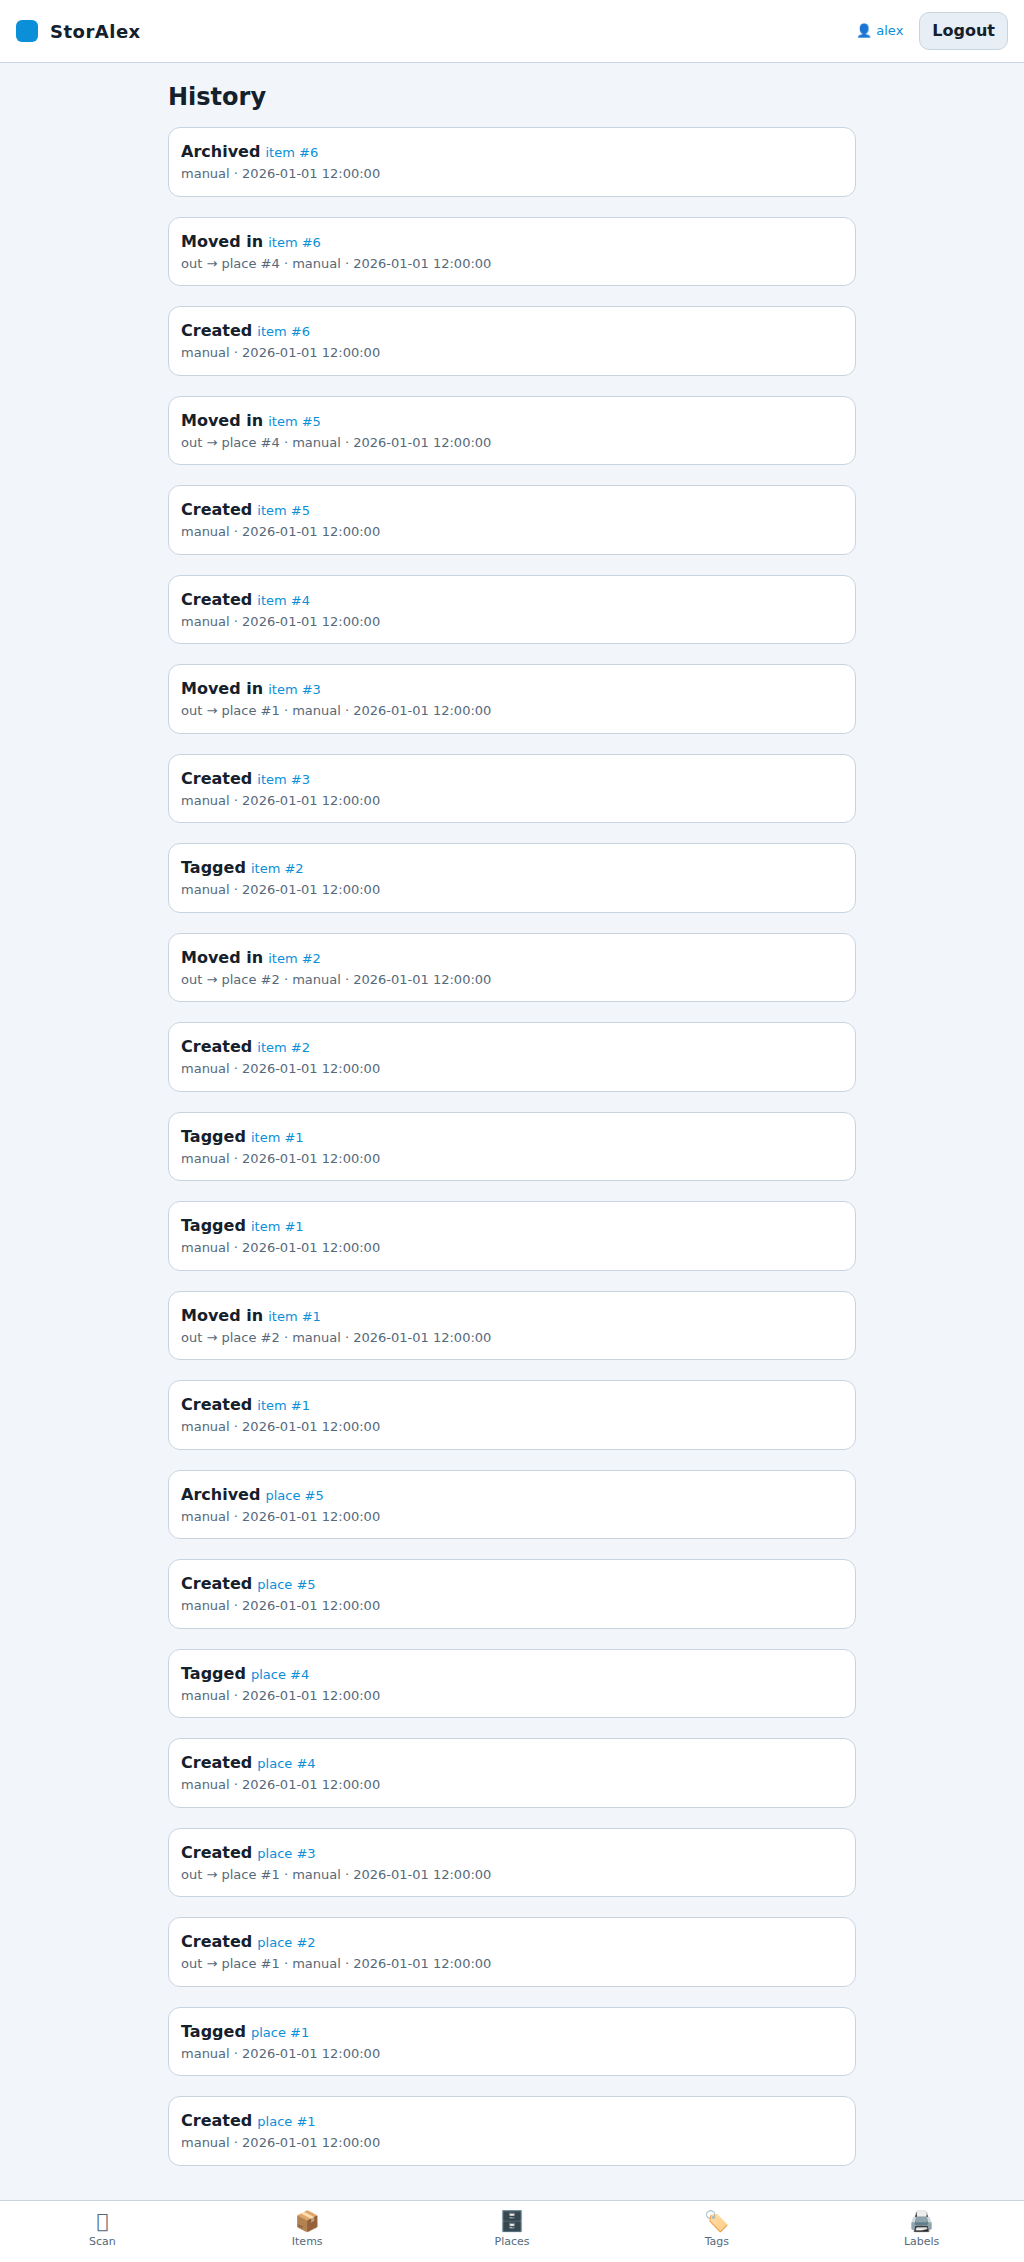 StorAlex
👤 alex
Logout
History
Archived item #6
manual · 2026-01-01 12:00:00
Moved in item #6
out → place #4 · manual · 2026-01-01 12:00:00
Created item #6
manual · 2026-01-01 12:00:00
Moved in item #5
out → place #4 · manual · 2026-01-01 12:00:00
Created item #5
manual · 2026-01-01 12:00:00
Created item #4
manual · 2026-01-01 12:00:00
Moved in item #3
out → place #1 · manual · 2026-01-01 12:00:00
Created item #3
manual · 2026-01-01 12:00:00
Tagged item #2
manual · 2026-01-01 12:00:00
Moved in item #2
out → place #2 · manual · 2026-01-01 12:00:00
Created item #2
manual · 2026-01-01 12:00:00
Tagged item #1
manual · 2026-01-01 12:00:00
Tagged item #1
manual · 2026-01-01 12:00:00
Moved in item #1
out → place #2 · manual · 2026-01-01 12:00:00
Created item #1
manual · 2026-01-01 12:00:00
Archived place #5
manual · 2026-01-01 12:00:00
Created place #5
manual · 2026-01-01 12:00:00
Tagged place #4
manual · 2026-01-01 12:00:00
Created place #4
manual · 2026-01-01 12:00:00
Created place #3
out → place #1 · manual · 2026-01-01 12:00:00
Created place #2
out → place #1 · manual · 2026-01-01 12:00:00
Tagged place #1
manual · 2026-01-01 12:00:00
Created place #1
manual · 2026-01-01 12:00:00
Scan
Items
Places
Tags
Labels